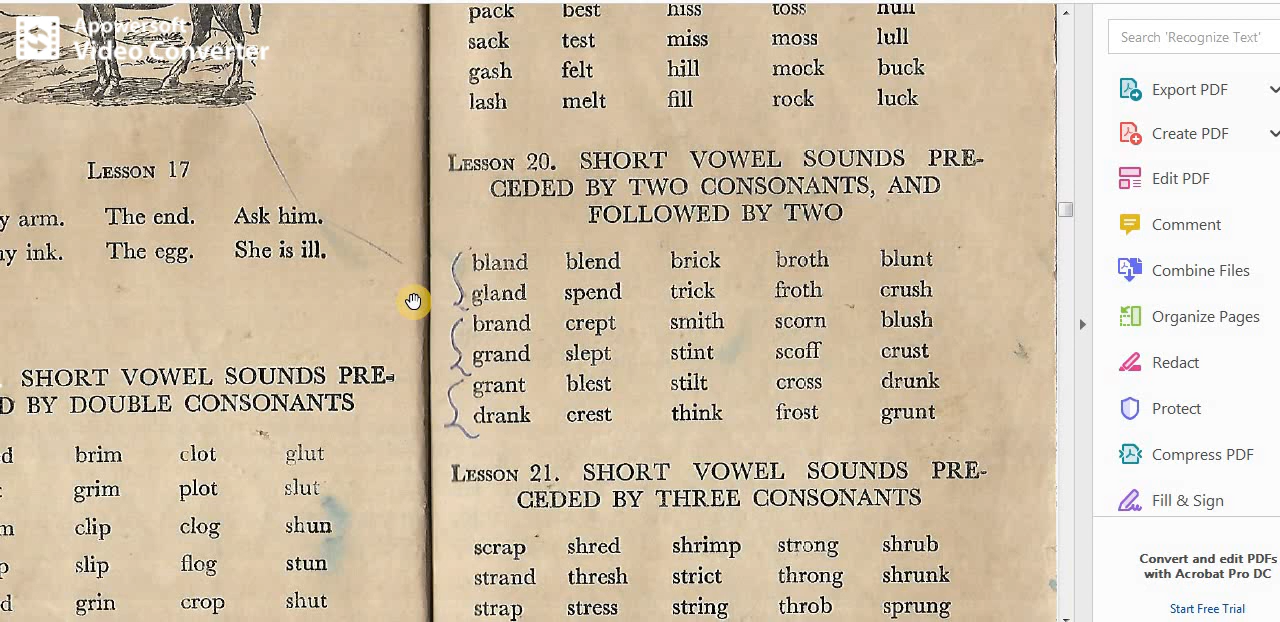 Apowersoft
Video Converter
Lesson 17
y arm. The end. Ask him.
y ink. The egg. She is ill.
SHORT VOWEL SOUNDS PRE-
D BY DOUBLE CONSONANTS
d brim clot glut
grim plot slut
m clip clog shun
p slip flog stun
d grin crop shut
pack best hiss toss hull
sack test miss moss lull
gash felt hill mock buck
lash melt fill rock luck
Lesson 20. SHORT VOWEL SOUNDS PRE-
CEDED BY TWO CONSONANTS, AND
FOLLOWED BY TWO
bland blend brick broth blunt
gland spend trick froth crush
brand crept smith scorn blush
grand slept stint scoff crust
grant blest stilt cross drunk
drank crest think frost grunt
Lesson 21. SHORT VOWEL SOUNDS PRE-
CEDED BY THREE CONSONANTS
scrap shred shrimp strong shrub
strand thresh strict throng shrunk
strap stress string throb sprung
Search 'Recognize Text'
Export PDF
Create PDF
Edit PDF
Comment
Combine Files
Organize Pages
Redact
Protect
Compress PDF
Fill & Sign
Convert and edit PDFs
with Acrobat Pro DC
Start Free Trial